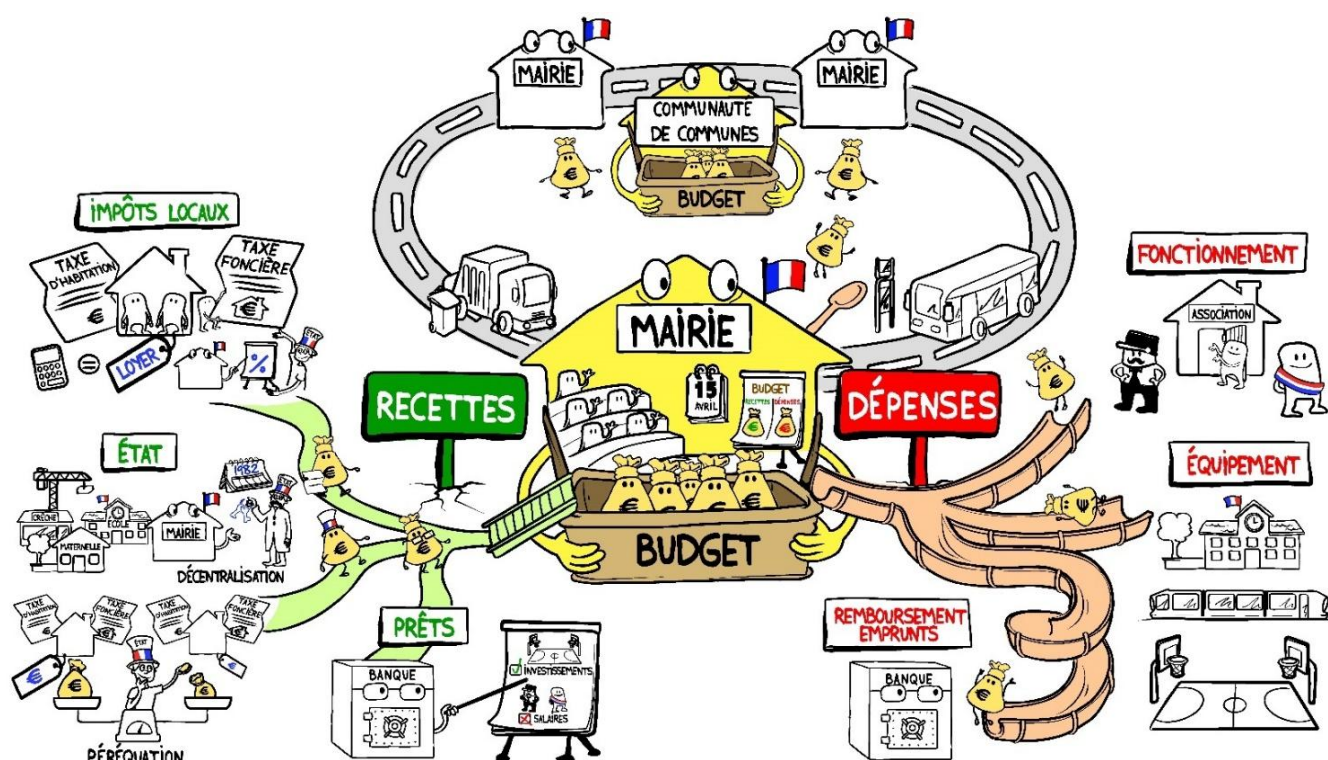 MAIRIE
MAIRIE
COMMUNAUTÉ
DE COMMUNES
BUDGET
IMPÔTS LOCAUX
TAXE
D'HABITATION
€
TAXE
FONCIÈRE
€
=
LOYER
%
ÉTAT
ÉTAT
1982
CRÈCHE
ÉCOLE
MATERNELLE
MAIRIE
DÉCENTRALISATION
TAXE
D'HABITATION
TAXE
FONCIÈRE
TAXE
D'HABITATION
TAXE
FONCIÈRE
ÉTAT
€
€
PÉRÉQUATION
RECETTES
PRÊTS
BANQUE
INVESTISSEMENTS
SALAIRES
MAIRIE
15
AVRIL
BUDGET
RECETTES DÉPENSES
€ €
BUDGET
DÉPENSES
FONCTIONNEMENT
ASSOCIATION
ÉQUIPEMENT
REMBOURSEMENT
EMPRUNTS
BANQUE